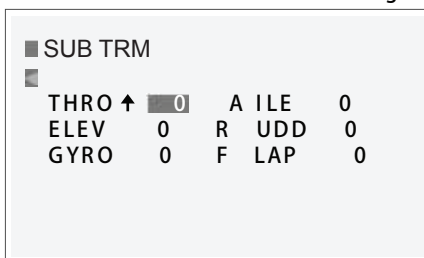 SUB TRM
THRO ↑ 0 A ILE 0
ELEV 0 R UDD 0
GYRO 0 F LAP 0